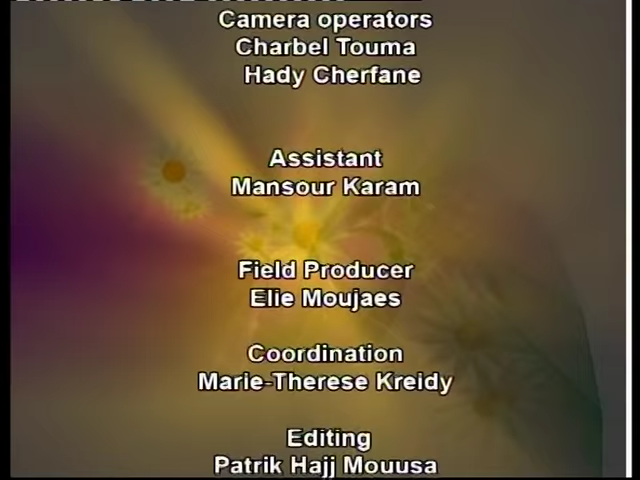 Camera operators
Charbel Touma
Hady Cherfane
Assistant
Mansour Karam
Field Producer
Elie Moujaes
Coordination
Marie-Therese Kreidy
Editing
Patrik Hajj Mouusa